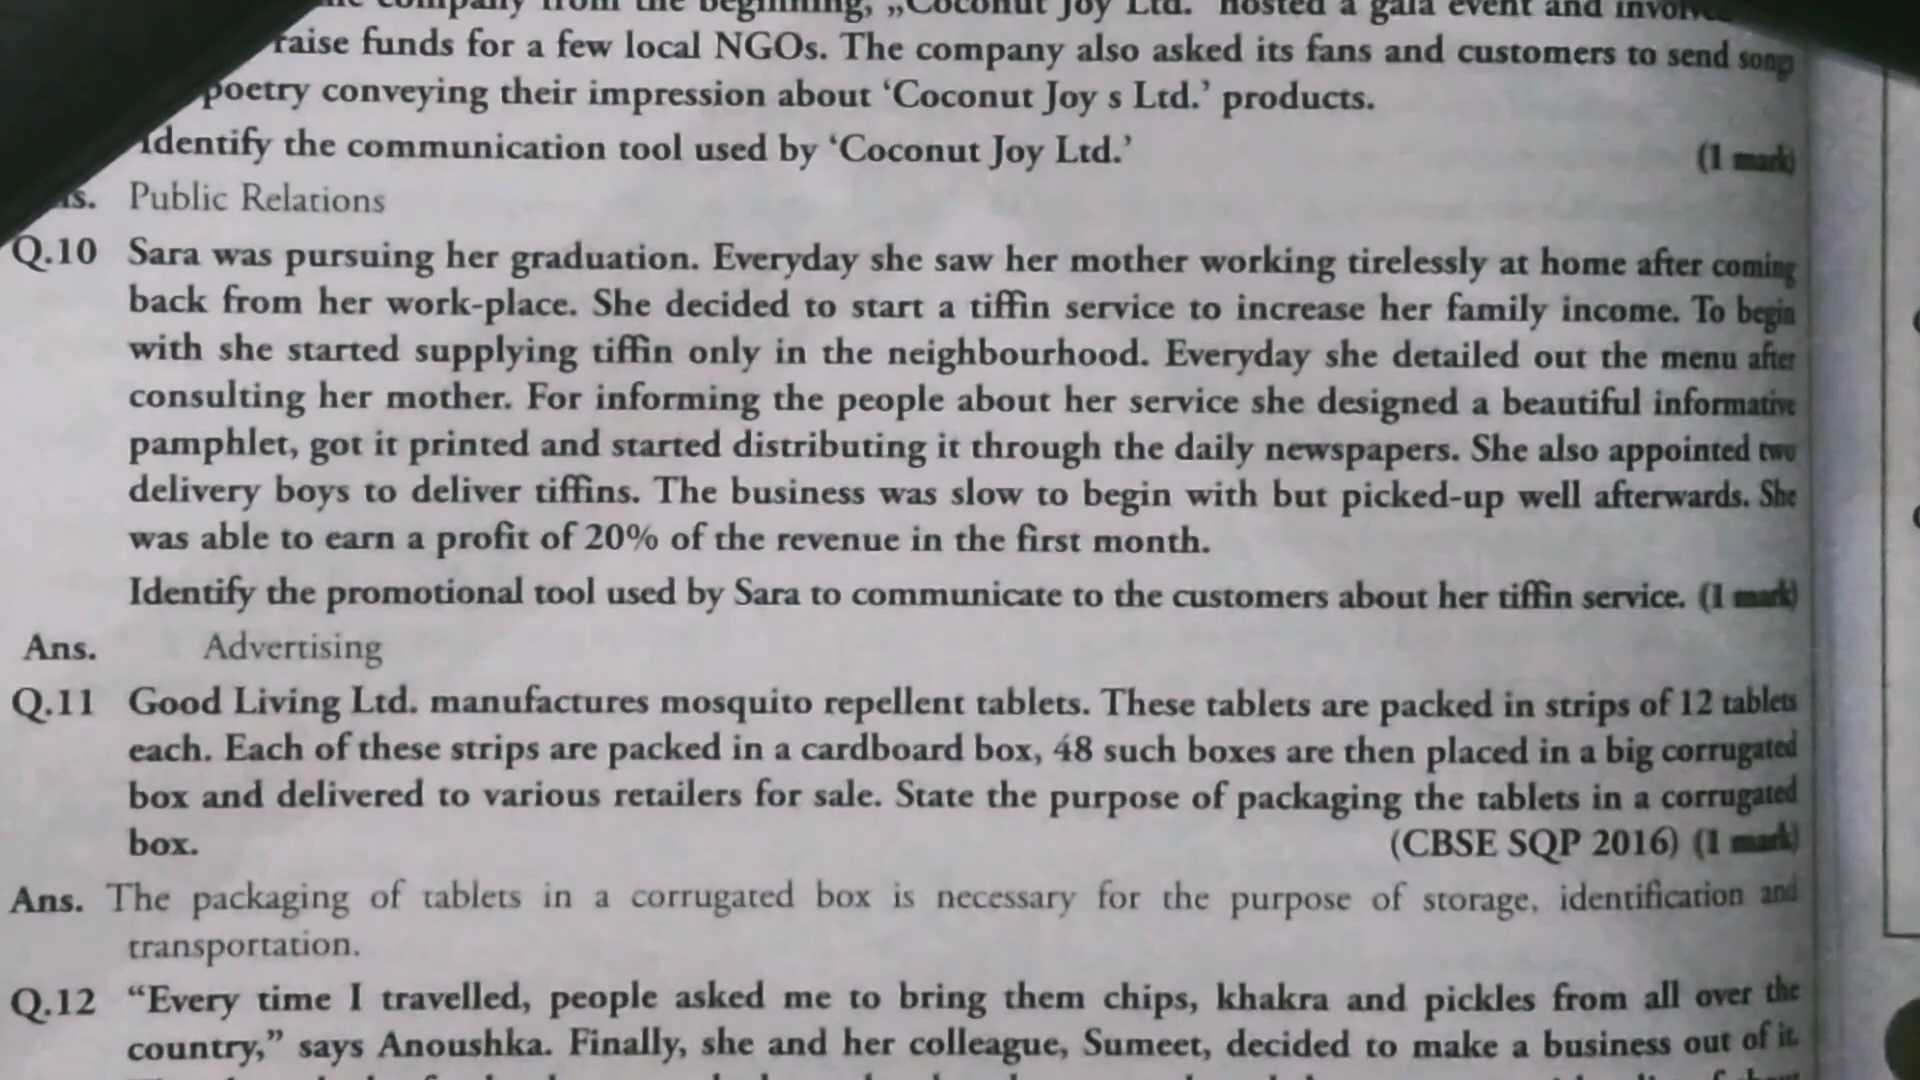 company from the beginning, „Coconut Joy Ltd. hosted a gala event and
raise funds for a few local NGOs. The company also asked its fans and customers to send songs
poetry conveying their impression about ‘Coconut Joy s Ltd.’ products.
Identify the communication tool used by ‘Coconut Joy Ltd.’ (1 mark)
Public Relations
Q.10 Sara was pursuing her graduation. Everyday she saw her mother working tirelessly at home after coming
back from her work-place. She decided to start a tiffin service to increase her family income. To begin
with she started supplying tiffin only in the neighbourhood. Everyday she detailed out the menu after
consulting her mother. For informing the people about her service she designed a beautiful informative
pamphlet, got it printed and started distributing it through the daily newspapers. She also appointed two
delivery boys to deliver tiffins. The business was slow to begin with but picked-up well afterwards. She
was able to earn a profit of 20% of the revenue in the first month.
Identify the promotional tool used by Sara to communicate to the customers about her tiffin service. (1 mark)
Ans. Advertising
Q.11 Good Living Ltd. manufactures mosquito repellent tablets. These tablets are packed in strips of 12 tablets
each. Each of these strips are packed in a cardboard box, 48 such boxes are then placed in a big corrugated
box and delivered to various retailers for sale. State the purpose of packaging the tablets in a corrugated
box. (CBSE SQP 2016) (1 mark)
Ans. The packaging of tablets in a corrugated box is necessary for the purpose of storage, identification and
transportation.
Q.12 “Every time I travelled, people asked me to bring them chips, khakra and pickles from all over the
country,” says Anoushka. Finally, she and her colleague, Sumeet, decided to make a business out of it.